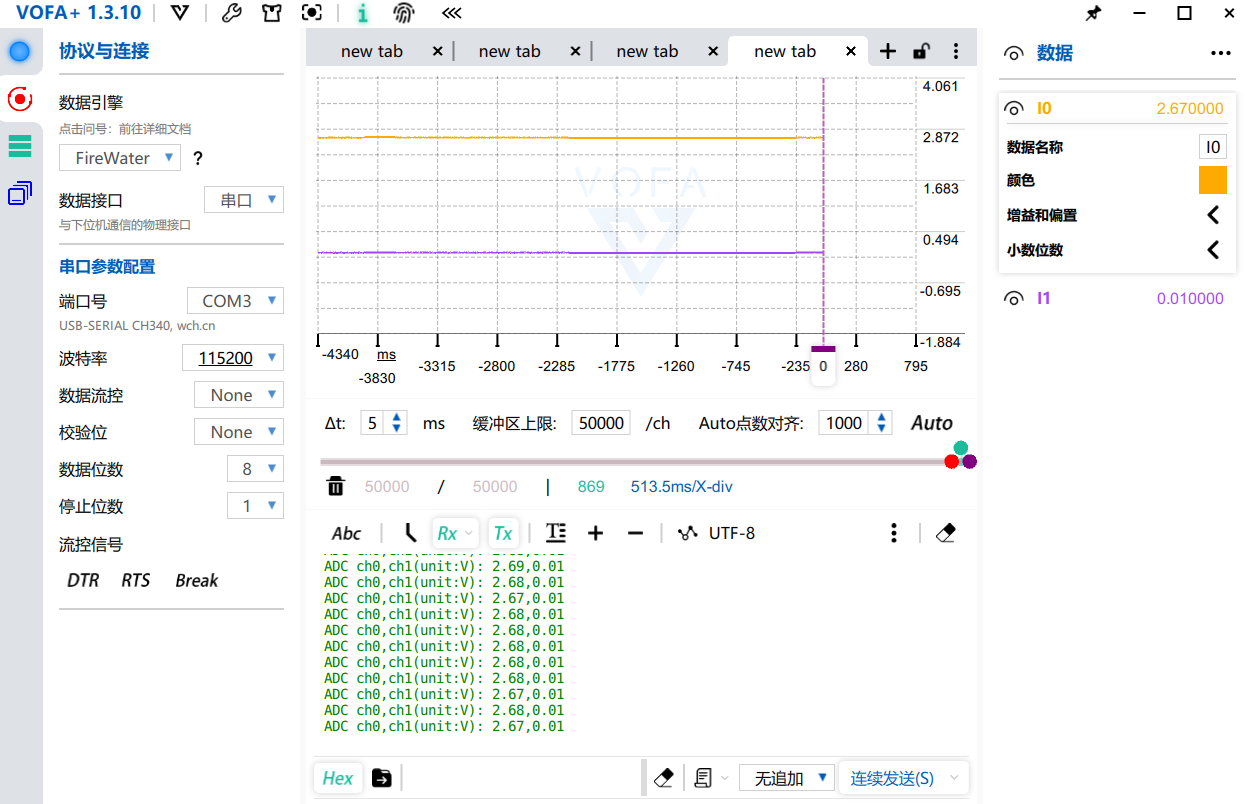 VOFA+ 1.3.10
协议与连接
数据引擎
点击问号：前往详细文档
FireWater ?
数据接口 串口
与下位机通信的物理接口
串口参数配置
端口号 COM3
USB-SERIAL CH340, wch.cn
波特率 115200
数据流控 None
校验位 None
数据位数 8
停止位数 1
流控信号
DTR RTS Break
new tab new tab new tab new tab
4.061
2.872
1.683
0.494
-0.695
-1.884
VOFA
-4340 ms -3830 -3315 -2800 -2285 -1775 -1260 -745 -235 0 280 795
Δt: 5 ms 缓冲区上限: 50000 /ch Auto点数对齐: 1000 Auto
50000 / 50000 | 869 513.5ms/X-div
Abc Rx Tx UTF-8
ADC ch0,ch1(unit:V): 2.69,0.01
ADC ch0,ch1(unit:V): 2.68,0.01
ADC ch0,ch1(unit:V): 2.67,0.01
ADC ch0,ch1(unit:V): 2.68,0.01
ADC ch0,ch1(unit:V): 2.68,0.01
ADC ch0,ch1(unit:V): 2.68,0.01
ADC ch0,ch1(unit:V): 2.68,0.01
ADC ch0,ch1(unit:V): 2.68,0.01
ADC ch0,ch1(unit:V): 2.67,0.01
ADC ch0,ch1(unit:V): 2.68,0.01
ADC ch0,ch1(unit:V): 2.67,0.01
Hex 无追加 连续发送(S)
数据
I0 2.670000
数据名称 I0
颜色
增益和偏置
小数位数
I1 0.010000